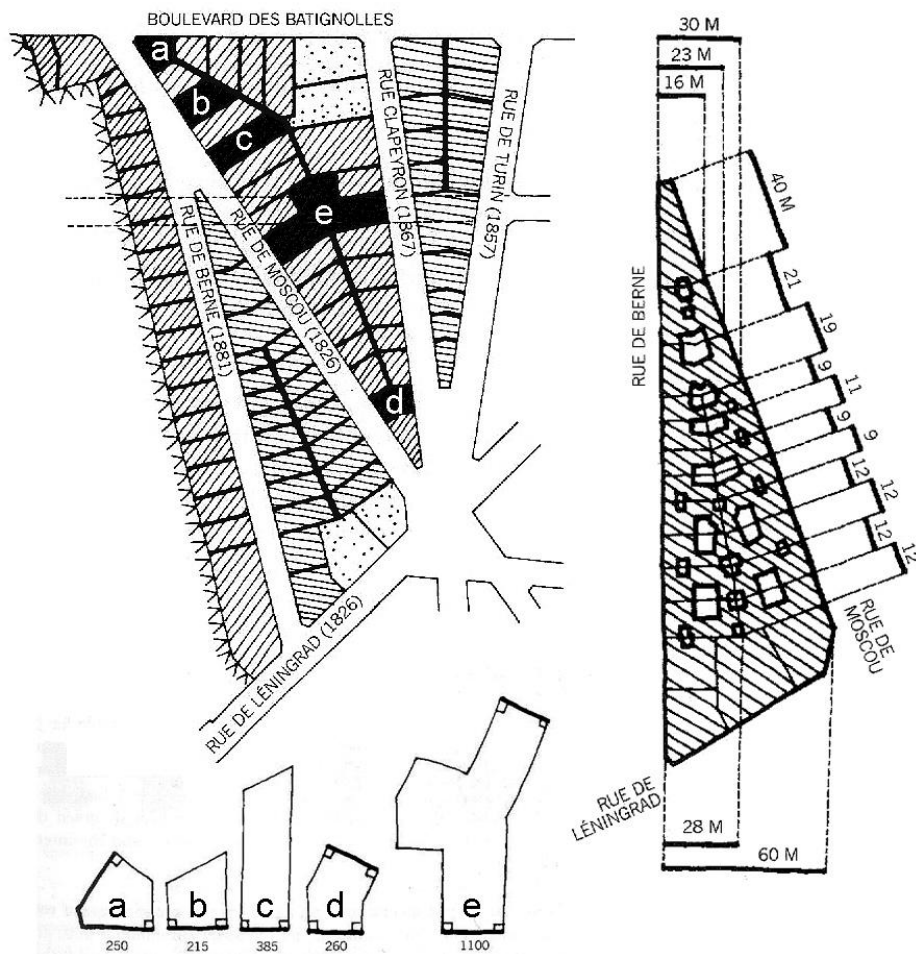 BOULEVARD DES BATIGNOLLES
a
b
c
e
d
RUE CLAPEYRON (1867)
RUE DE TURIN (1857)
RUE DE MOSCOU (1826)
RUE DE BERNE (1881)
RUE DE LÉNINGRAD (1826)
a
b
c
d
e
250
215
385
260
1100
30 M
23 M
16 M
RUE DE BERNE
40 M
21
19
9
11
9
9
12
12
12
12
RUE DE
MOSCOU
RUE DE
LÉNINGRAD
28 M
60 M